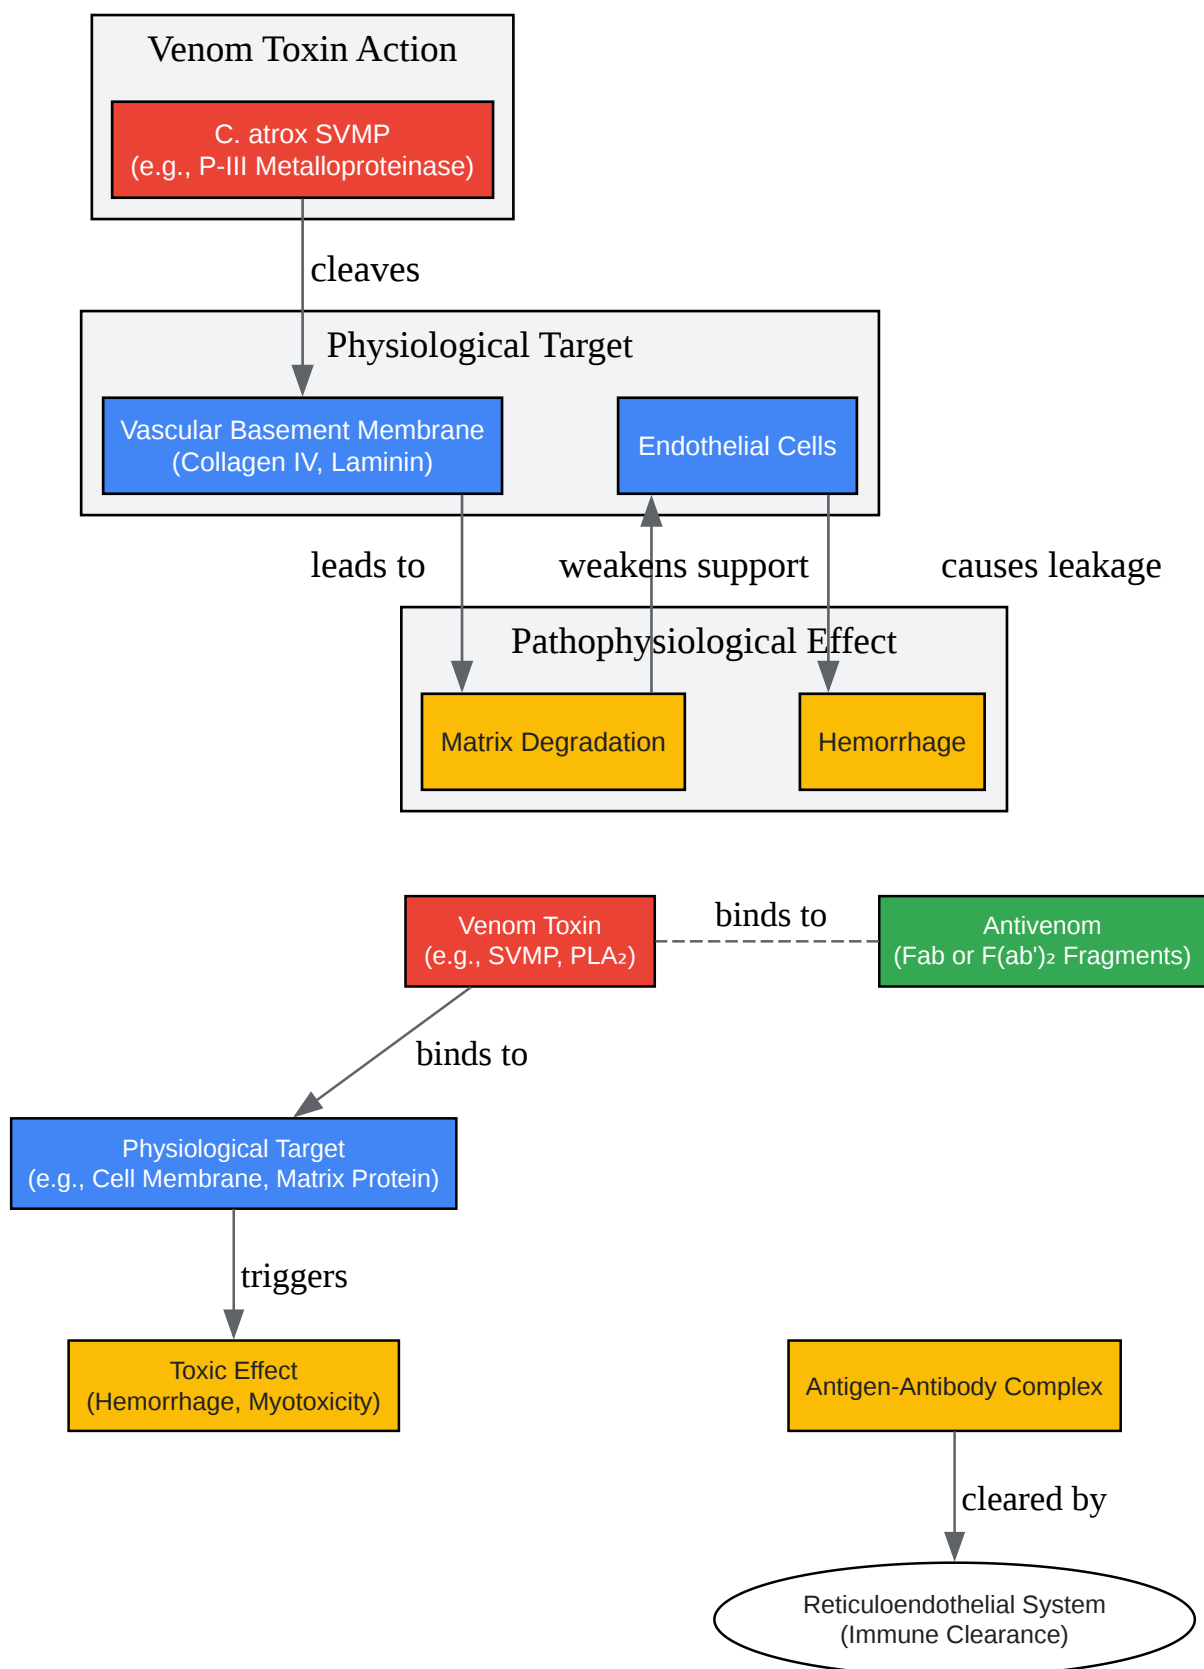 Venom Toxin Action
C. atrox SVMP
(e.g., P-III Metalloproteinase)
cleaves
Physiological Target
Vascular Basement Membrane
(Collagen IV, Laminin)
Endothelial Cells
leads to
weakens support
causes leakage
Pathophysiological Effect
Matrix Degradation
Hemorrhage
Venom Toxin
(e.g., SVMP, PLA₂)
binds to
Antivenom
(Fab or F(ab')₂ Fragments)
binds to
Physiological Target
(e.g., Cell Membrane, Matrix Protein)
triggers
Toxic Effect
(Hemorrhage, Myotoxicity)
Antigen-Antibody Complex
cleared by
Reticuloendothelial System
(Immune Clearance)